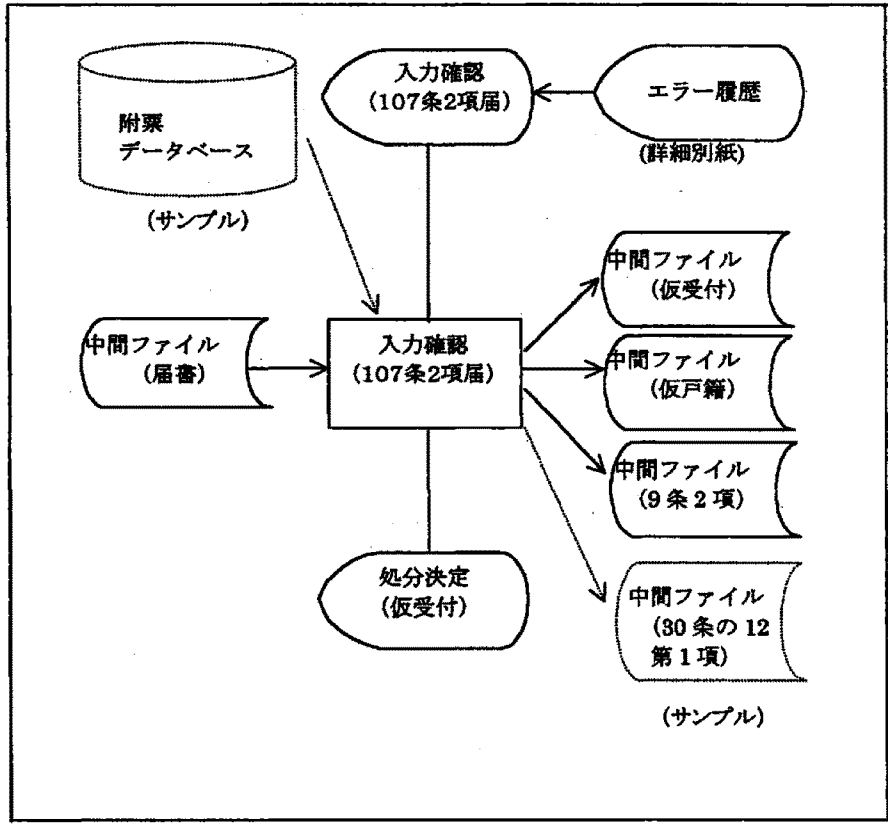 附票
データベース
(サンプル)
入力確認
(107条2項届)
エラー履歴
(詳細別紙)
中間ファイル
(届書)
入力確認
(107条2項届)
中間ファイル
(仮受付)
中間ファイル
(仮戸籍)
中間ファイル
(9条2項)
処分決定
(仮受付)
中間ファイル
(30条の12
第1項)
(サンプル)